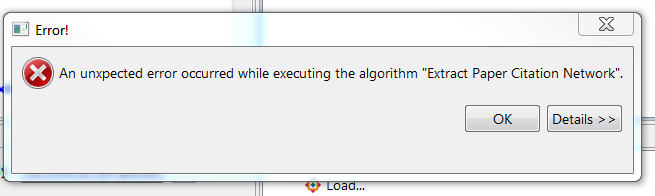 Error!
An unxpected error occurred while executing the algorithm "Extract Paper Citation Network".
OK
Details >>
Load...